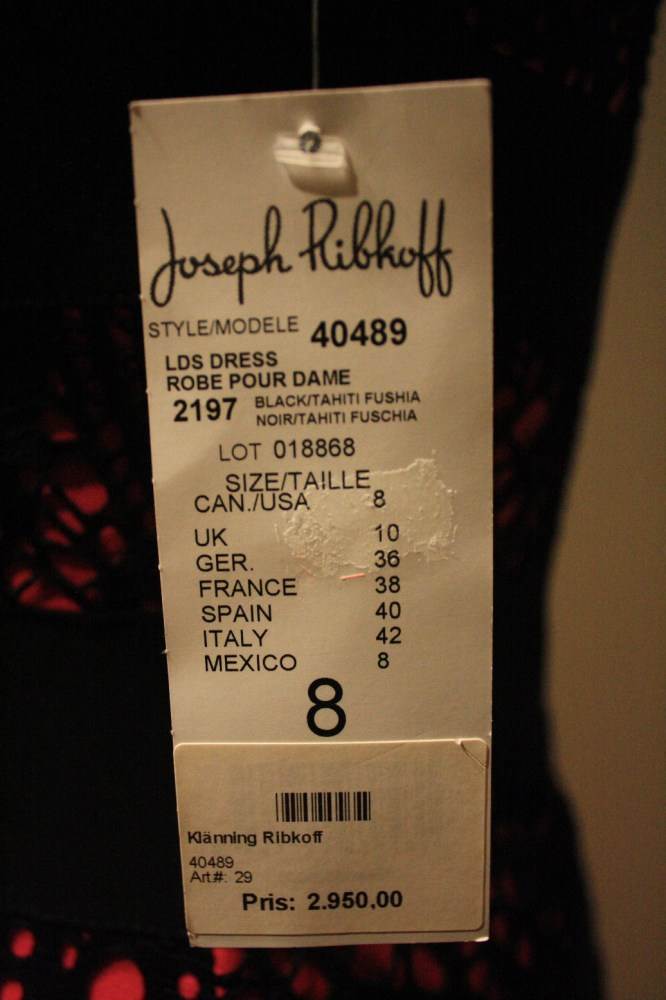 Joseph Ribkoff
STYLE/MODELE 40489
LDS DRESS
ROBE POUR DAME
2197 BLACK/TAHITI FUSHIA
NOIR/TAHITI FUSCHIA
LOT 018868
SIZE/TAILLE
CAN./USA 8
UK 10
GER. 36
FRANCE 38
SPAIN 40
ITALY 42
MEXICO 8
8
Klänning Ribkoff
40489
Art#: 29
Pris: 2.950,00